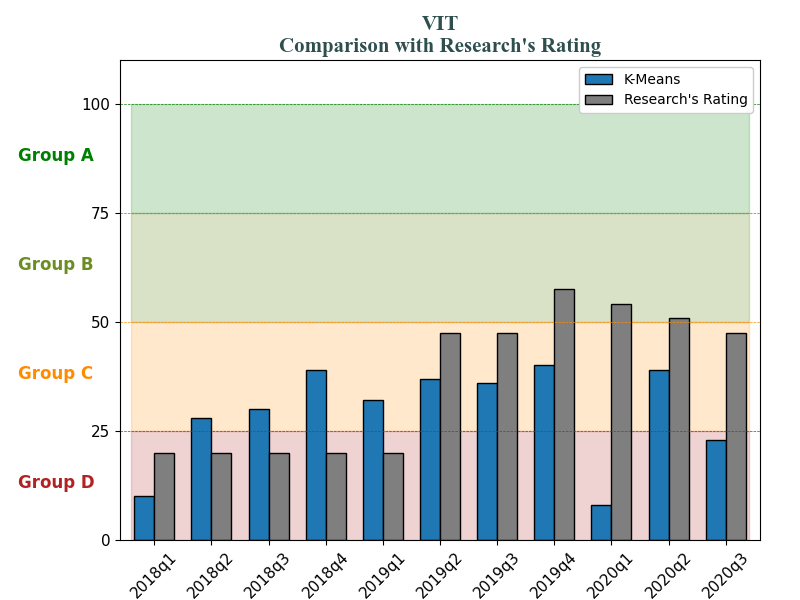 VIT
Comparison with Research's Rating
K-Means
Research's Rating
100
Group A
75
Group B
50
Group C
25
Group D
0
2018q1
2018q2
2018q3
2018q4
2019q1
2019q2
2019q3
2019q4
2020q1
2020q2
2020q3